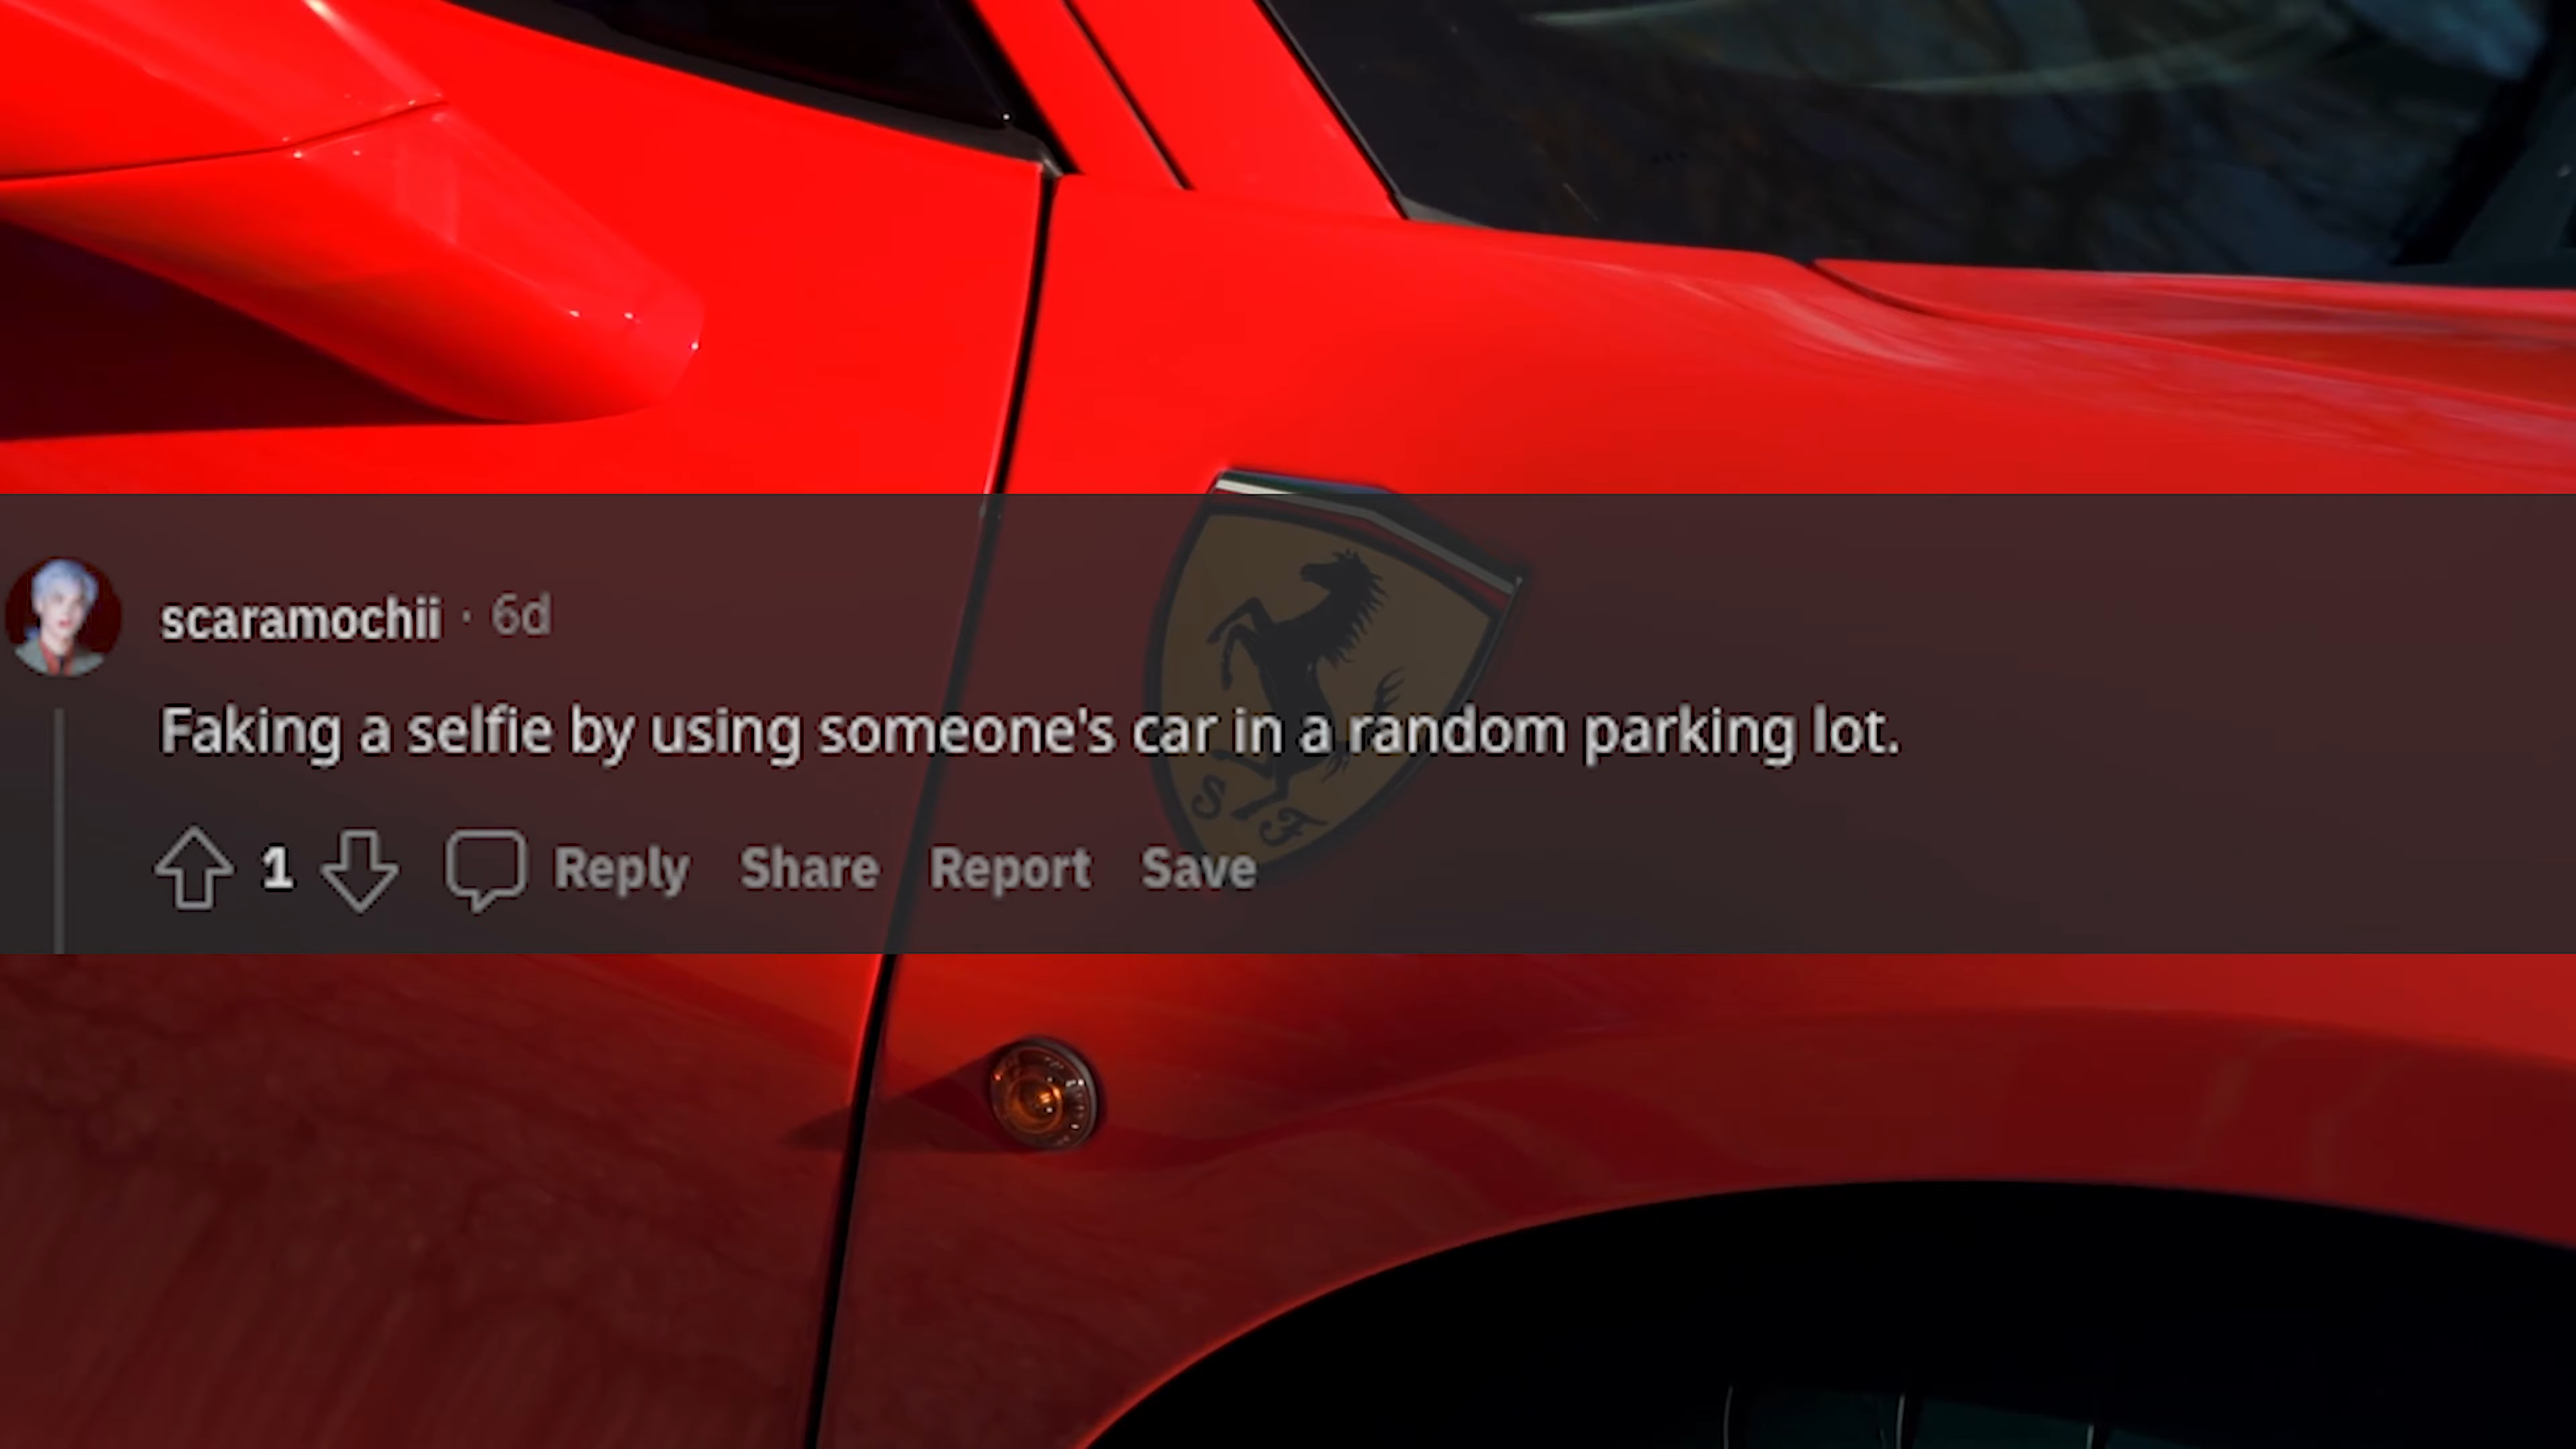 scaramochii · 6d
Faking a selfie by using someone's car in a random parking lot.
1 Reply Share Report Save
S F